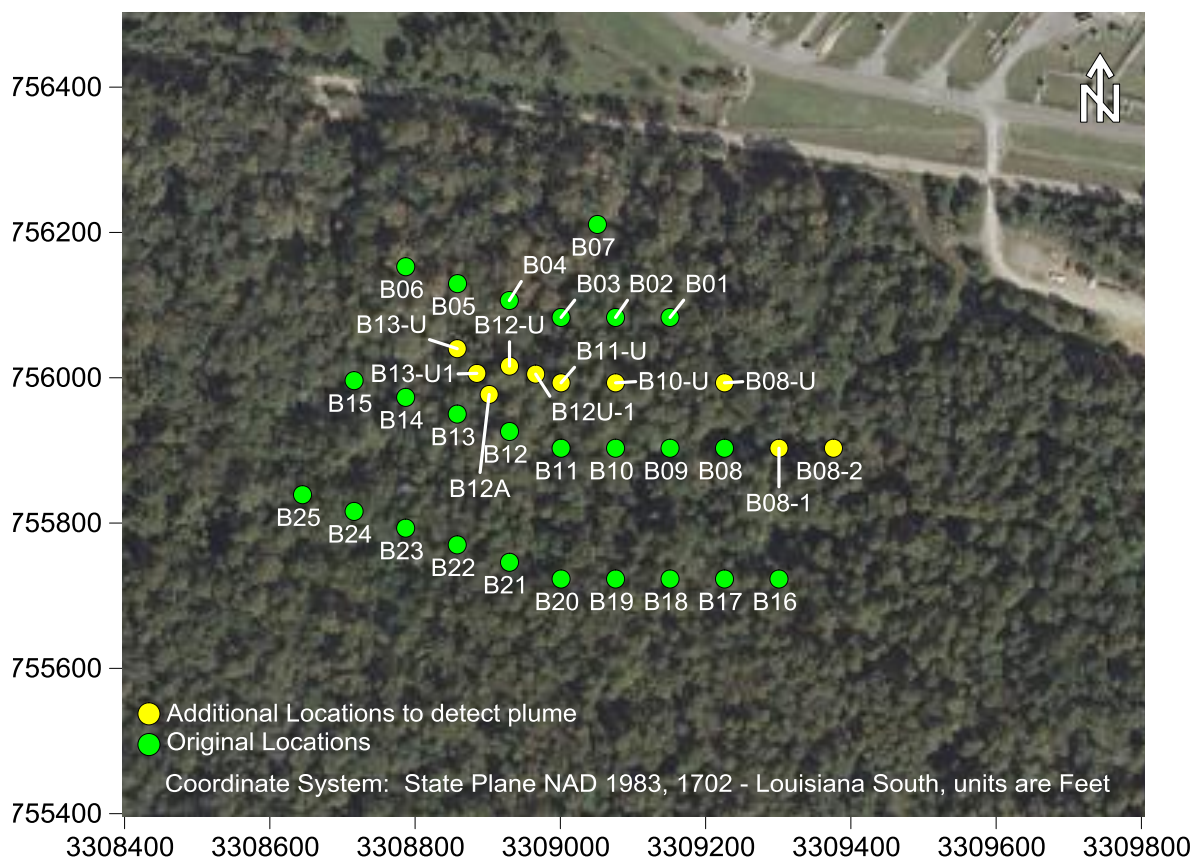 756400
N
756200
B07
B04
B06
B03 B02 B01
B05
B13-U B12-U
B11-U
756000
B13-U1 B10-U B08-U
B15
B12U-1
B14
B13
B12
B11 B10 B09 B08 B08-2
B12A
B08-1
B25
755800
B24
B23
B22
B21
B20 B19 B18 B17 B16
755600
Additional Locations to detect plume
Original Locations
Coordinate System: State Plane NAD 1983, 1702 - Louisiana South, units are Feet
755400
3308400 3308600 3308800 3309000 3309200 3309400 3309600 3309800